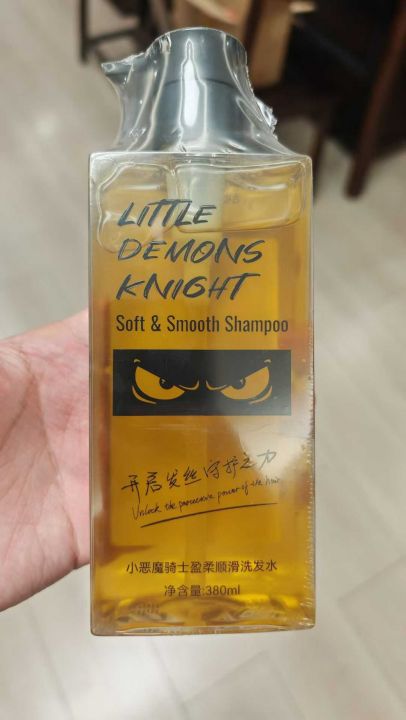 LITTLE
DEMONS
KNIGHT
Soft & Smooth Shampoo
开启发丝守护之力
Unlock the protective power of the hair
小恶魔骑士盈柔顺滑洗发水
净含量:380ml